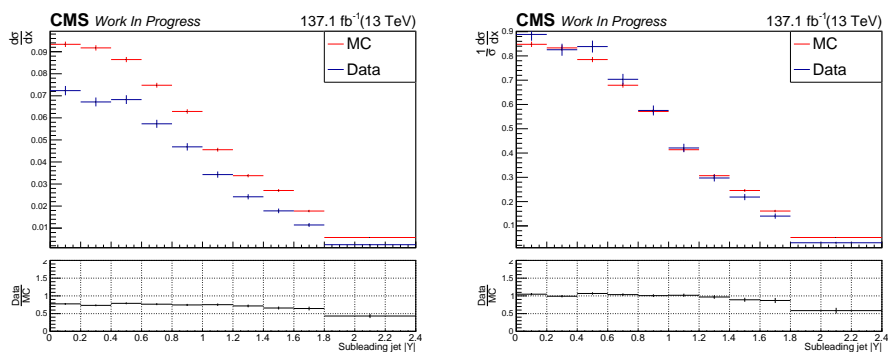 CMS Work In Progress 137.1 fb⁻¹(13 TeV)
dσ
dx
MC
Data
0.09
0.08
0.07
0.06
0.05
0.04
0.03
0.02
0.01
Data
MC
2
1.5
1
0.5
0
0 0.2 0.4 0.6 0.8 1 1.2 1.4 1.6 1.8 2 2.2 2.4
Subleading jet |Y|
CMS Work In Progress 137.1 fb⁻¹(13 TeV)
1 dσ
σ dx
MC
Data
0.9
0.8
0.7
0.6
0.5
0.4
0.3
0.2
0.1
Data
MC
2
1.5
1
0.5
0
0 0.2 0.4 0.6 0.8 1 1.2 1.4 1.6 1.8 2 2.2 2.4
Subleading jet |Y|